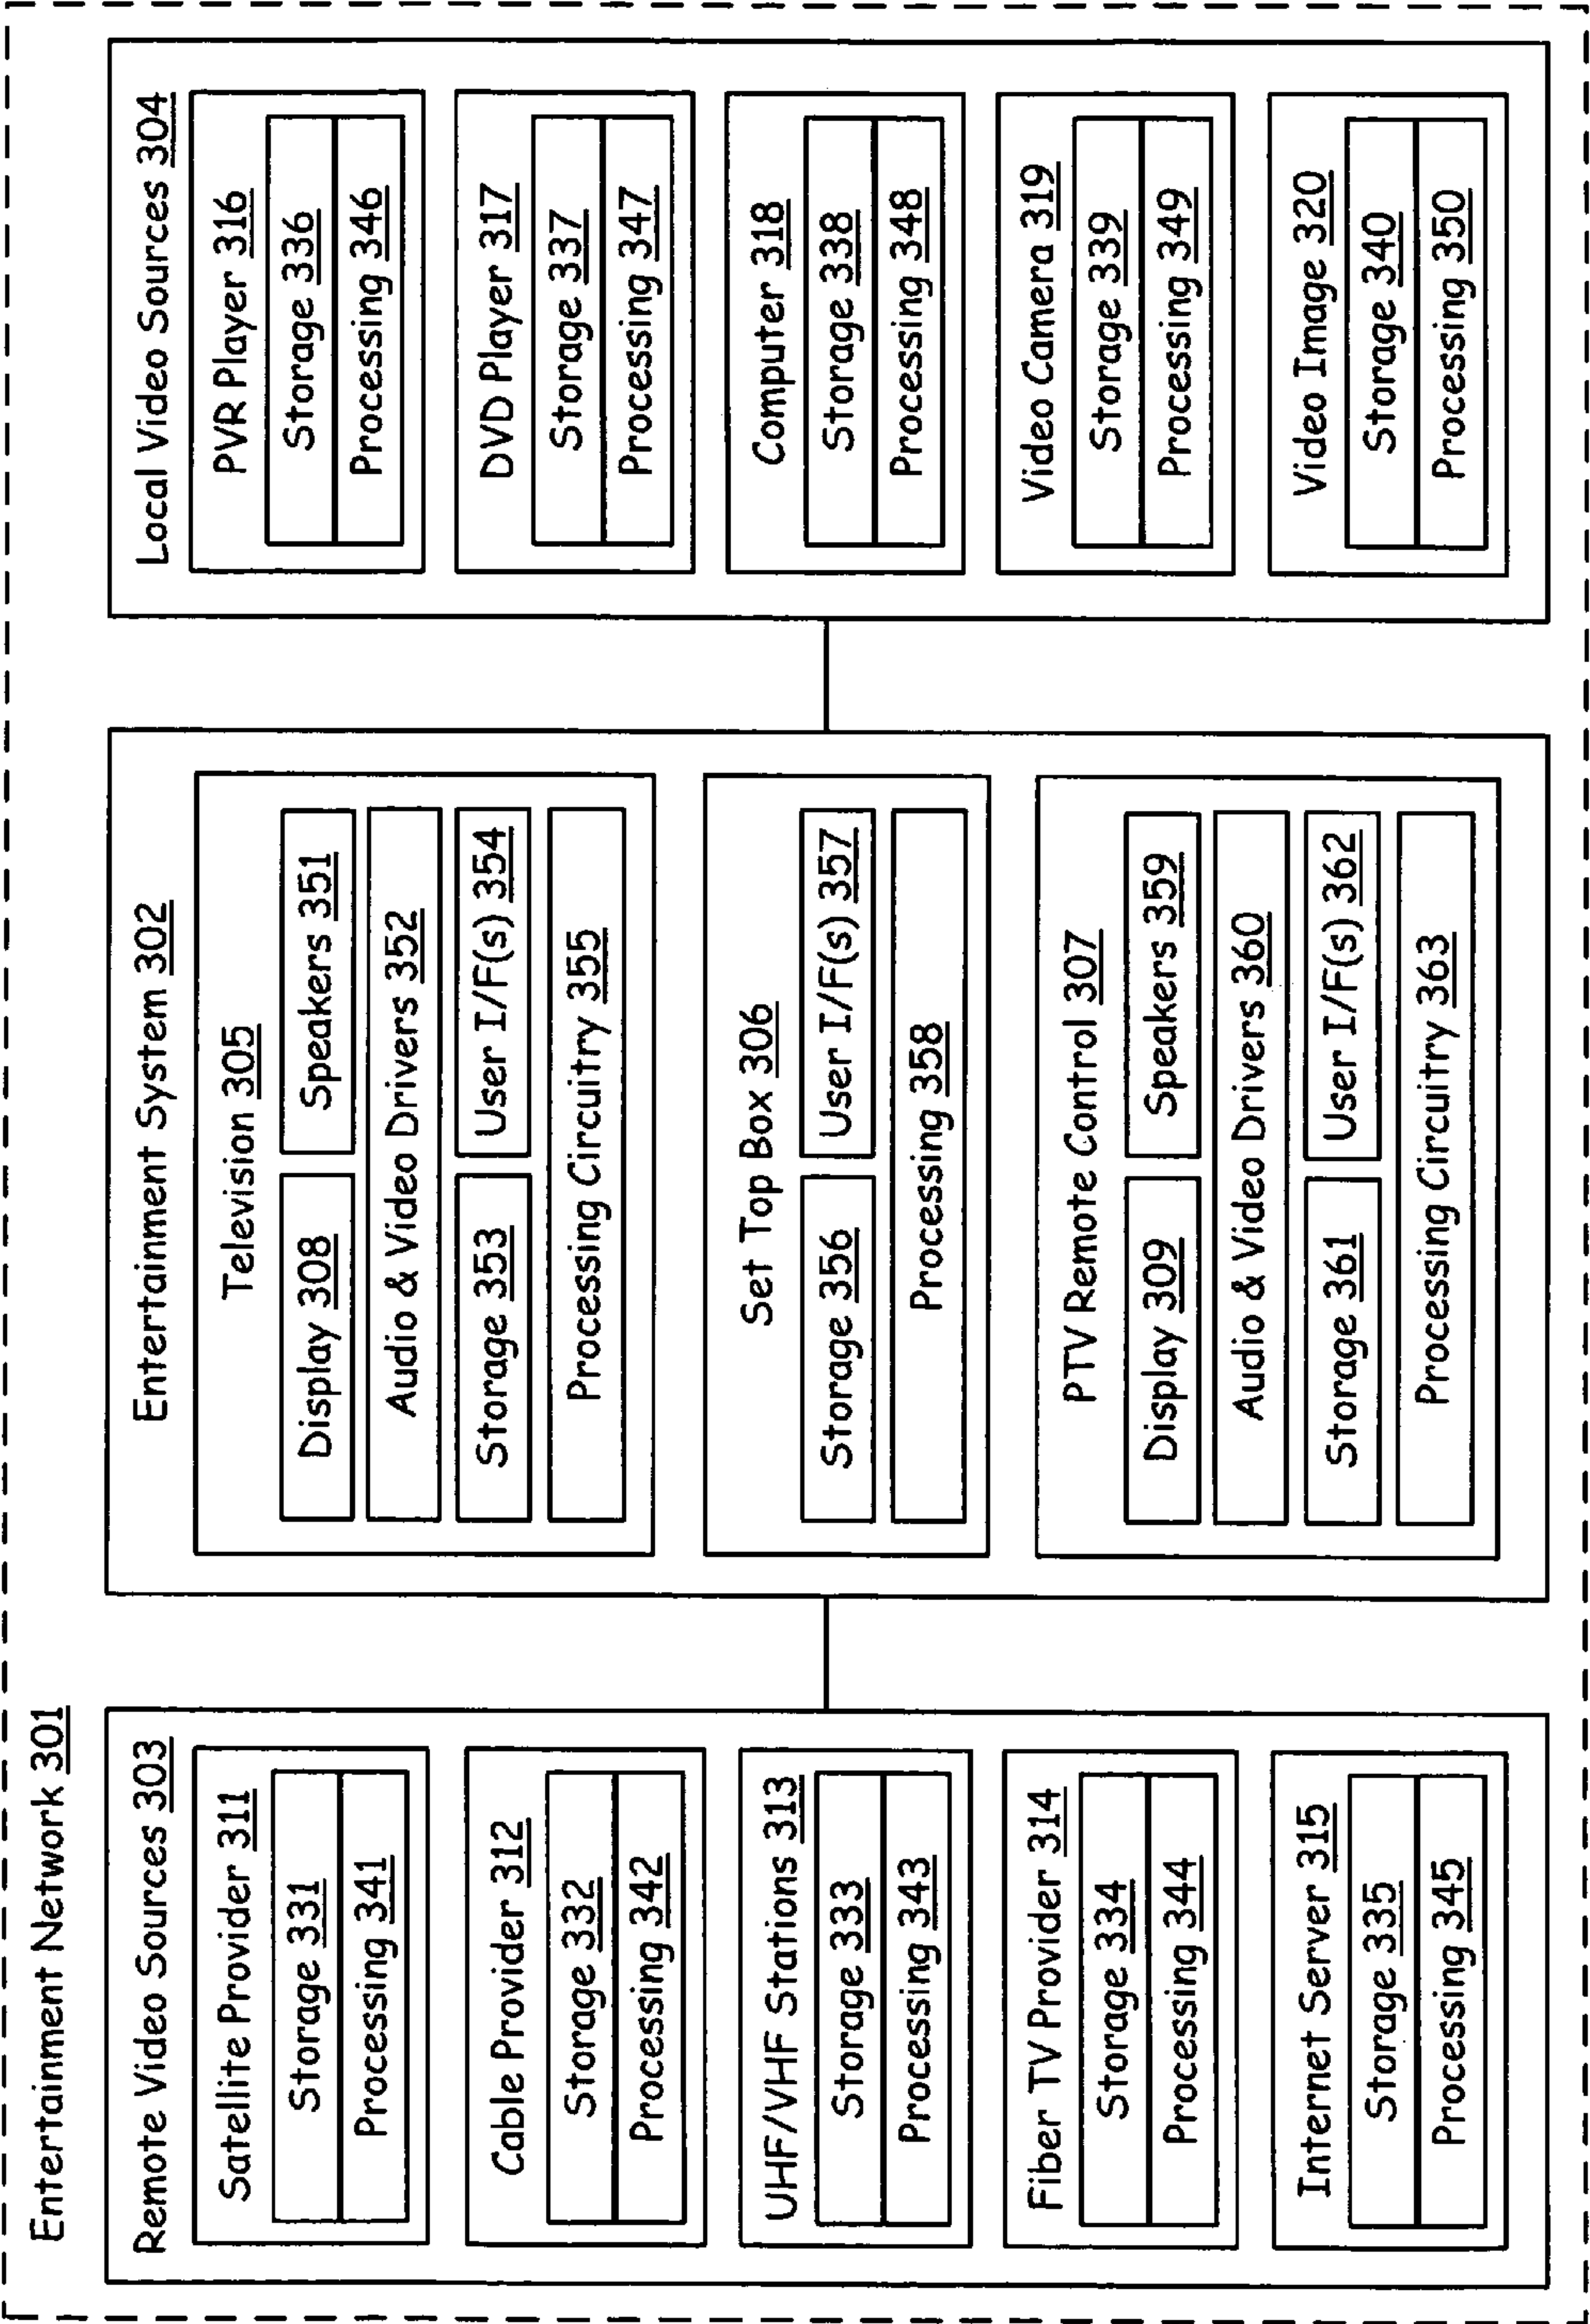 Entertainment Network 301
Remote Video Sources 303
Satellite Provider 311
Storage 331
Processing 341
Cable Provider 312
Storage 332
Processing 342
UHF/VHF Stations 313
Storage 333
Processing 343
Fiber TV Provider 314
Storage 334
Processing 344
Internet Server 315
Storage 335
Processing 345
Entertainment System 302
Television 305
Display 308
Speakers 351
Audio & Video Drivers 352
Storage 353
User I/F(s) 354
Processing Circuitry 355
Set Top Box 306
Storage 356
User I/F(s) 357
Processing 358
PTV Remote Control 307
Display 309
Speakers 359
Audio & Video Drivers 360
Storage 361
User I/F(s) 362
Processing Circuitry 363
Local Video Sources 304
PVR Player 316
Storage 336
Processing 346
DVD Player 317
Storage 337
Processing 347
Computer 318
Storage 338
Processing 348
Video Camera 319
Storage 339
Processing 349
Video Image 320
Storage 340
Processing 350